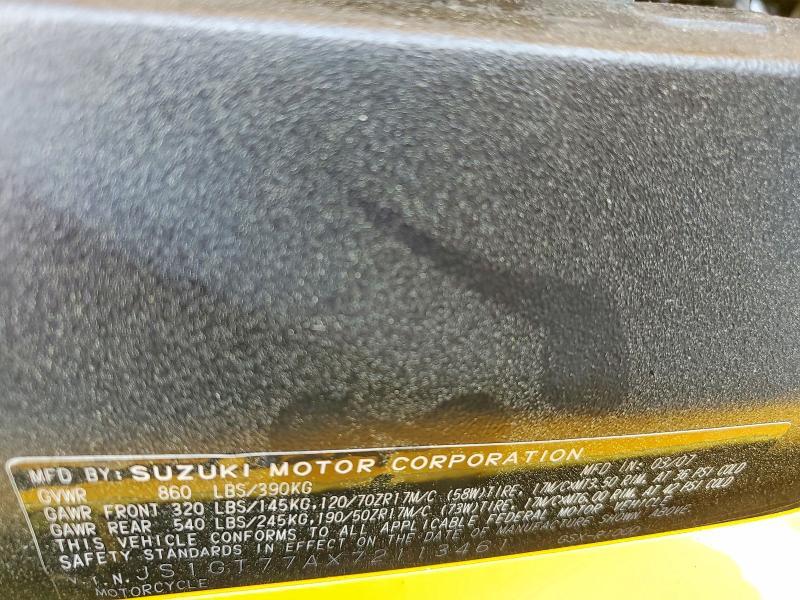 MFD BY: SUZUKI MOTOR CORPORATION MFD IN: 03/07
GVWR 860 LBS/390KG
GAWR FRONT 320 LBS/145KG,120/70ZR17M/C (58W)TIRE, 17M/CxMT3.50 RIM, AT 36 PSI COLD
GAWR REAR 540 LBS/245KG,190/50ZR17M/C (73W)TIRE, 17M/CxMT6.00 RIM, AT 42 PSI COLD
THIS VEHICLE CONFORMS TO ALL APPLICABLE FEDERAL MOTOR VEHICLE
SAFETY STANDARDS IN EFFECT ON THE DATE OF MANUFACTURE SHOWN ABOVE.
V.I.N. JS1GT77AX72113461
MOTORCYCLE